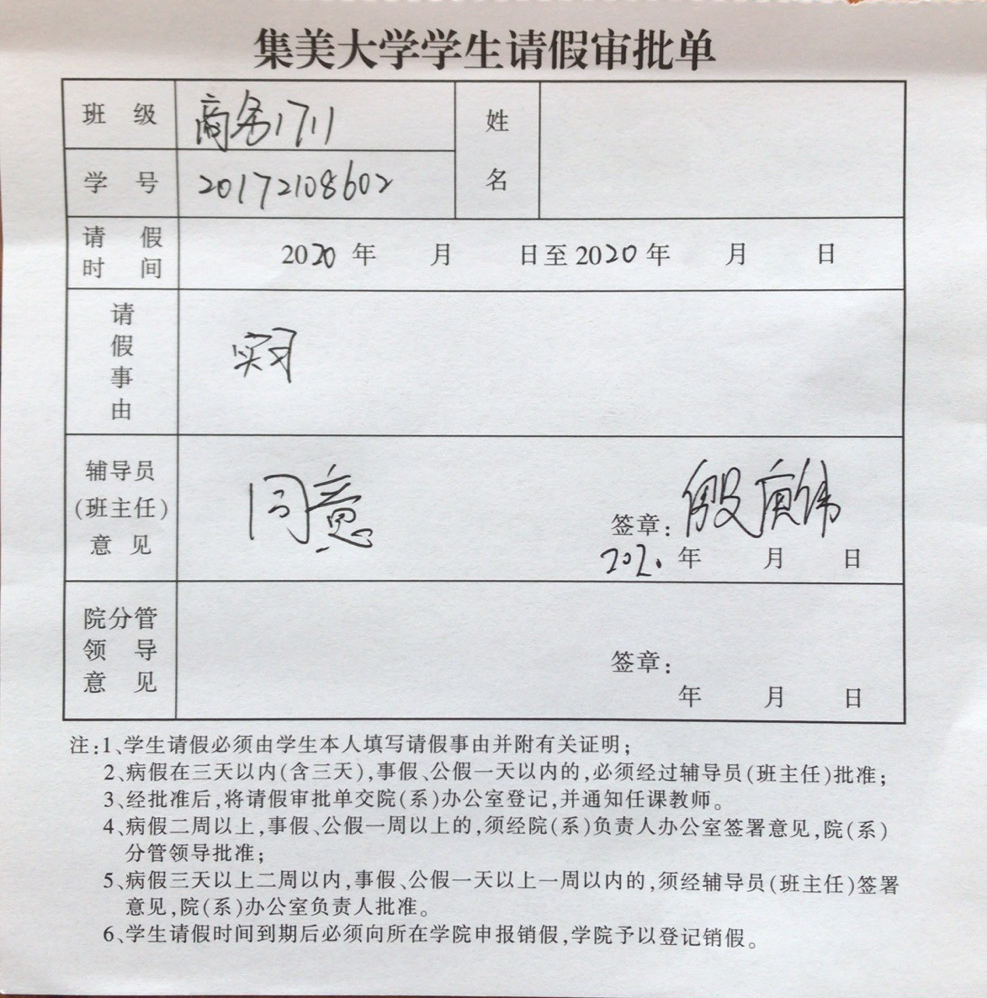 集美大学学生请假审批单
班 级 商务1711
姓 名
学 号 20172108602
请 假 时 间 2020 年 月 日至 2020 年 月 日
请 假 事 由 实习
辅导员 (班主任) 意 见 同意
签章: 殷庚伟
2020 年 月 日
院分管 领 导 意 见
签章:
年 月 日
注:1、学生请假必须由学生本人填写请假事由并附有关证明;
2、病假在三天以内(含三天),事假、公假一天以内的,必须经过辅导员(班主任)批准;
3、经批准后,将请假审批单交院(系)办公室登记,并通知任课教师。
4、病假二周以上,事假、公假一周以上的,须经院(系)负责人办公室签署意见,院(系)
分管领导批准;
5、病假三天以上二周以内,事假、公假一天以上一周以内的,须经辅导员(班主任)签署
意见,院(系)办公室负责人批准。
6、学生请假时间到期后必须向所在学院申报销假,学院予以登记销假。